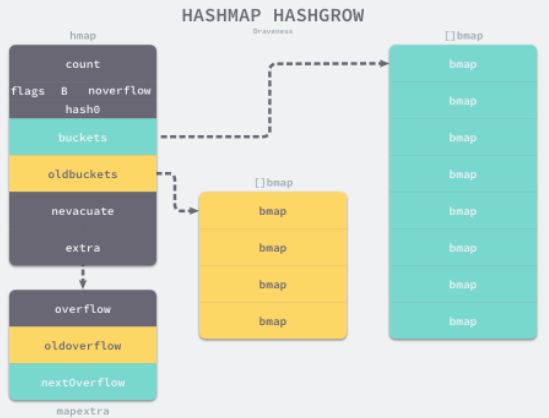 HASHMAP HASHGROW
Draveness
hmap
count
flags B noverflow
hash0
buckets
oldbuckets
nevacuate
extra
overflow
oldoverflow
nextOverflow
mapextra
[]bmap
bmap
bmap
bmap
bmap
[]bmap
bmap
bmap
bmap
bmap
bmap
bmap
bmap
bmap